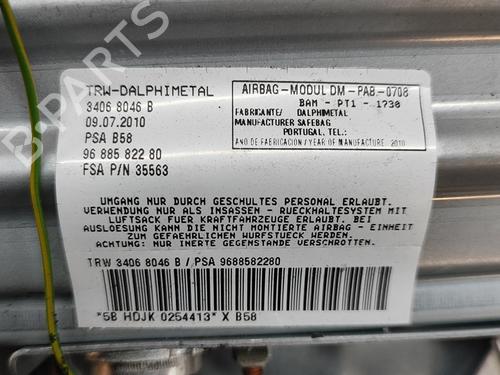 TRW-DALPHIMETAL
3406 8046 B
09.07.2010
PSA B58
96 885 822 80
FSA P/N 35563
AIRBAG-MODUL DM-PAB-0708
BAM - PT1 - 1730
FABRICANTE/ DALPHIMETAL
MANUFACTURER SAFEBAG
PORTUGAL, TEL.:
ANO DE FABRICACION/YEAR OF MANUFACTURE 2010
UMGANG NUR DURCH GESCHULTES PERSONAL ERLAUBT.
VERWENDUNG NUR ALS INSASSEN - RUECKHALTESYSTEM MIT
LUFTSACK FUER KRAFTFAHRZEUGE ERLAUBT. BEI
AUSLOESUNG KANN DIE NICHT MONTIERTE AIRBAG - EINHEIT
ZUM GEFAEHRLICHEN WURFSTUECK WERDEN.
ACHTUNG: NUR INERTE GEGENSTANDE VERSCHROTTEN.
TRW 3406 8046 B / PSA 9688582280
*5B HDJK 0254413* X B58
B-PARTS